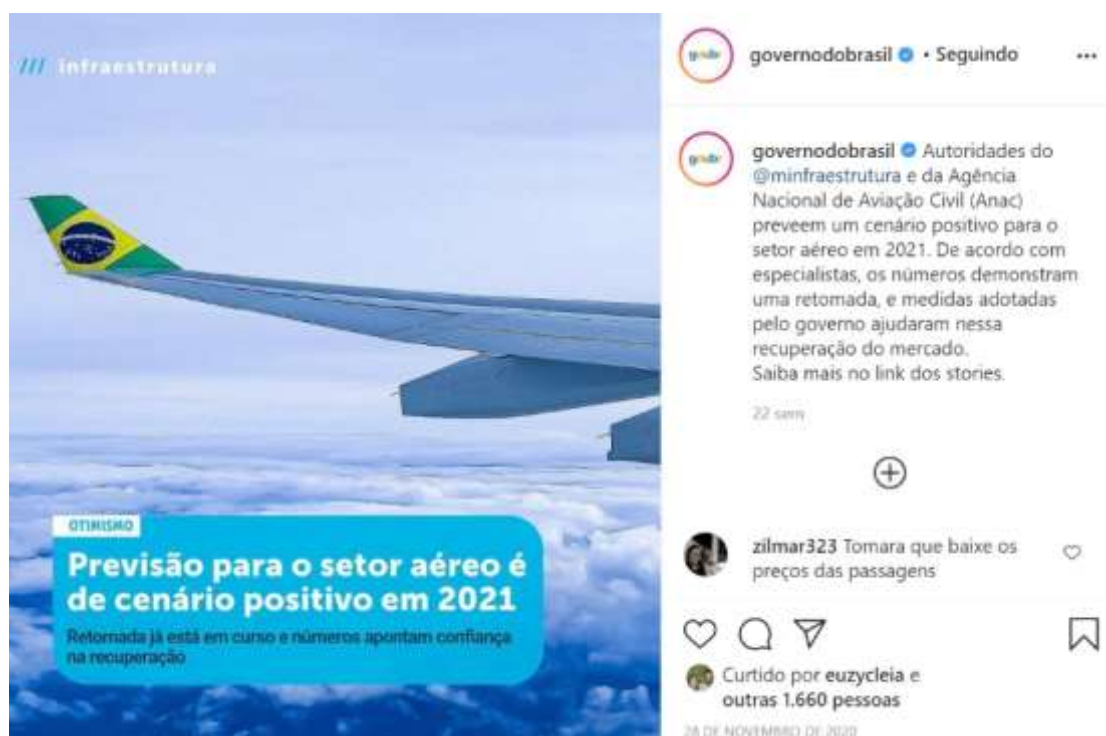 /// infraestrutura
OTIMISMO
Previsão para o setor aéreo é
de cenário positivo em 2021
Retomada já está em curso e números apontam confiança
na recuperação
govbr
governodobrasil • Seguindo
govbr
governodobrasil Autoridades do
@minfraestrutura e da Agência
Nacional de Aviação Civil (Anac)
preveem um cenário positivo para o
setor aéreo em 2021. De acordo com
especialistas, os números demonstram
uma retomada, e medidas adotadas
pelo governo ajudaram nessa
recuperação do mercado.
Saiba mais no link dos stories.
22 sem
zilmar323 Tomara que baixe os
preços das passagens
Curtido por euzycleia e
outras 1.660 pessoas
28 DE NOVEMBRO DE 2020